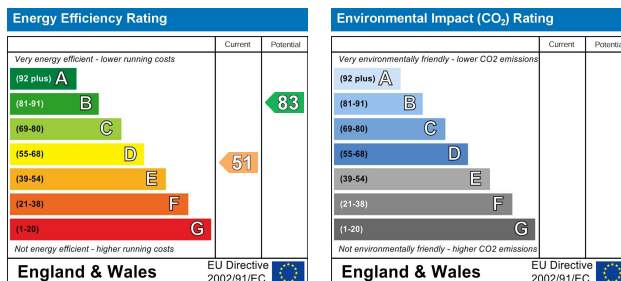 Energy Efficiency Rating
Current Potential
Very energy efficient - lower running costs
(92 plus) A
(81-91) B
83
(69-80) C
(55-68) D
51
(39-54) E
(21-38) F
(1-20) G
Not energy efficient - higher running costs
England & Wales
EU Directive
2002/91/EC
Environmental Impact (CO₂) Rating
Current Potential
Very environmentally friendly - lower CO2 emissions
(92 plus) A
(81-91) B
(69-80) C
(55-68) D
(39-54) E
(21-38) F
(1-20) G
Not environmentally friendly - higher CO2 emissions
England & Wales
EU Directive
2002/91/EC